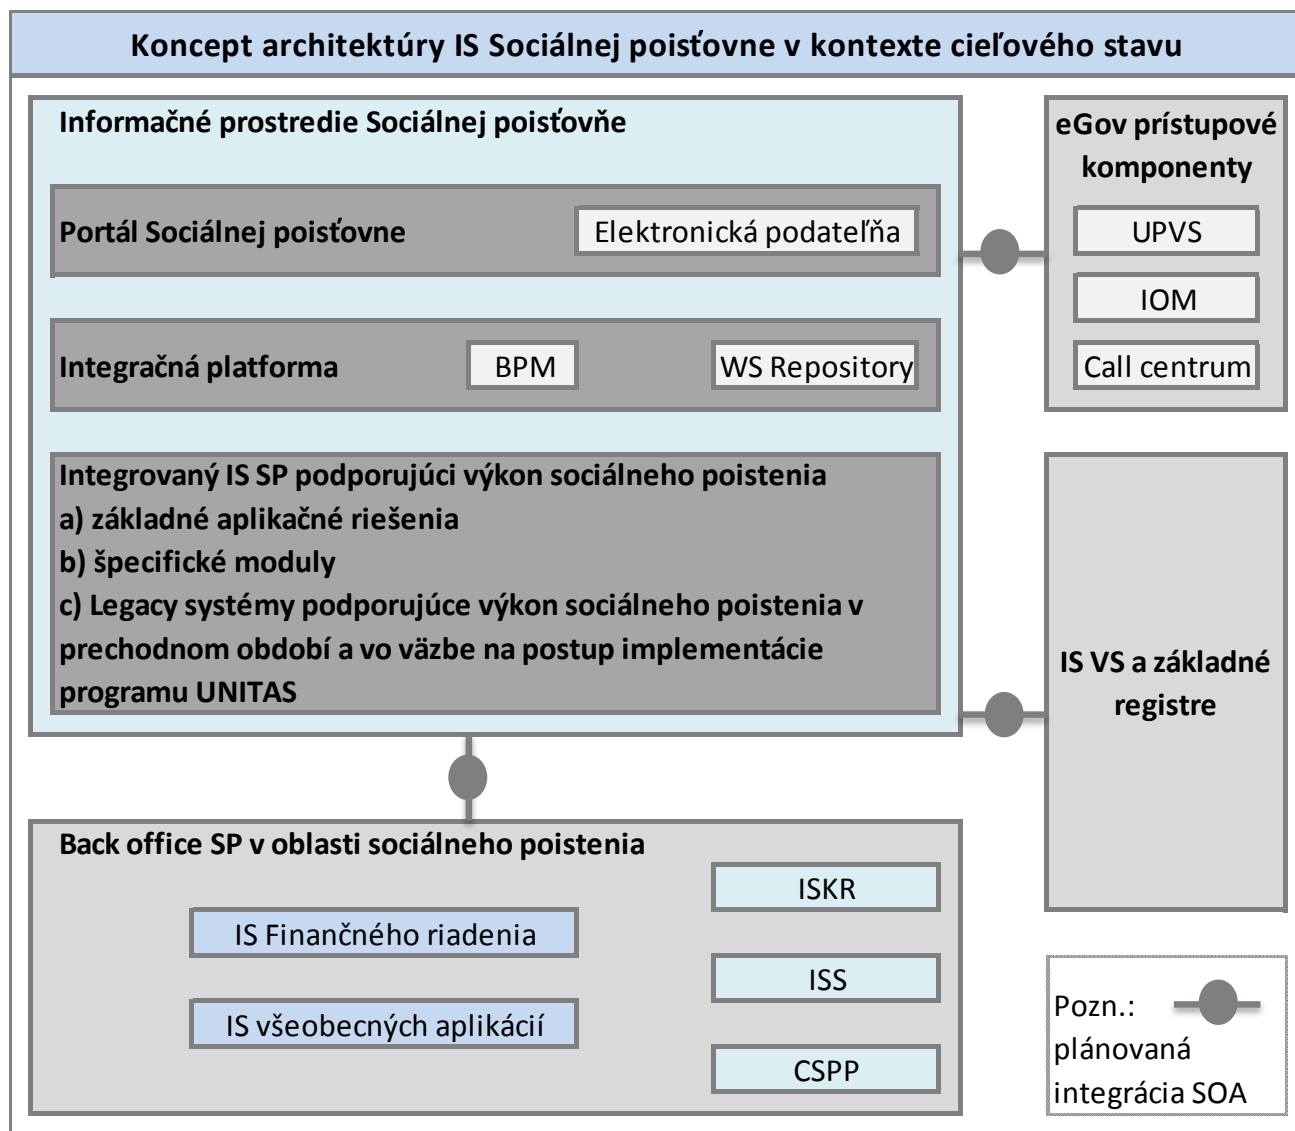 Koncept architektúry IS Sociálnej poisťovne v kontexte cieľového stavu
Informačné prostredie Sociálnej poisťovňe
Portál Sociálnej poisťovne
Elektronická podateľňa
Integračná platforma
BPM
WS Repository
Integrovaný IS SP podporujúci výkon sociálneho poistenia
a) základné aplikačné riešenia
b) špecifické moduly
c) Legacy systémy podporujúce výkon sociálneho poistenia v
prechodnom období a vo väzbe na postup implementácie
programu UNITAS
eGov prístupové
komponenty
UPVS
IOM
Call centrum
IS VS a základné
registre
Back office SP v oblasti sociálneho poistenia
IS Finančného riadenia
IS všeobecných aplikácií
ISKR
ISS
CSPP
Pozn.:
plánovaná
integrácia SOA